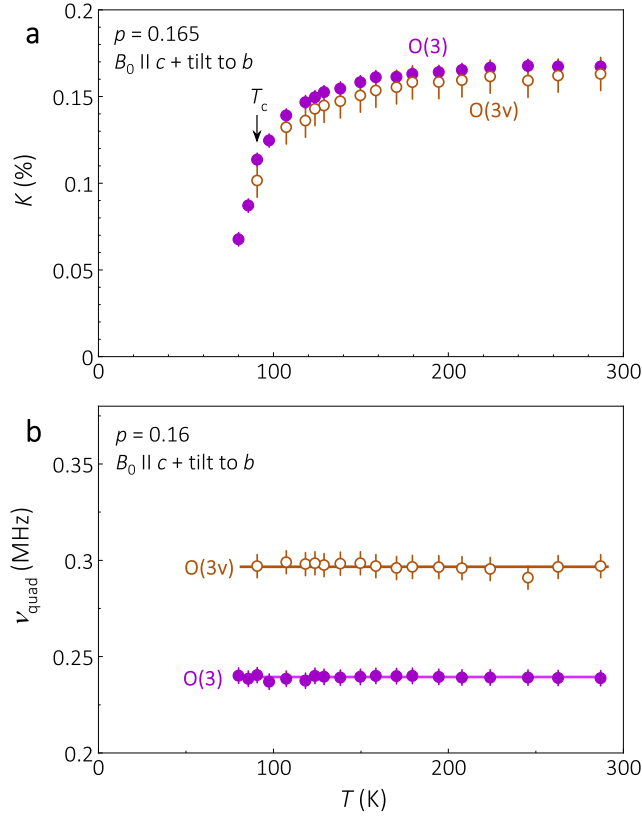 a
p = 0.165
B₀ II c + tilt to b
O(3)
T_c
O(3v)
K (%)
0.2
0.15
0.1
0.05
0
0
100
200
300
b
p = 0.16
B₀ II c + tilt to b
O(3v)
O(3)
ν_quad (MHz)
0.35
0.3
0.25
0.2
0
100
200
300
T (K)